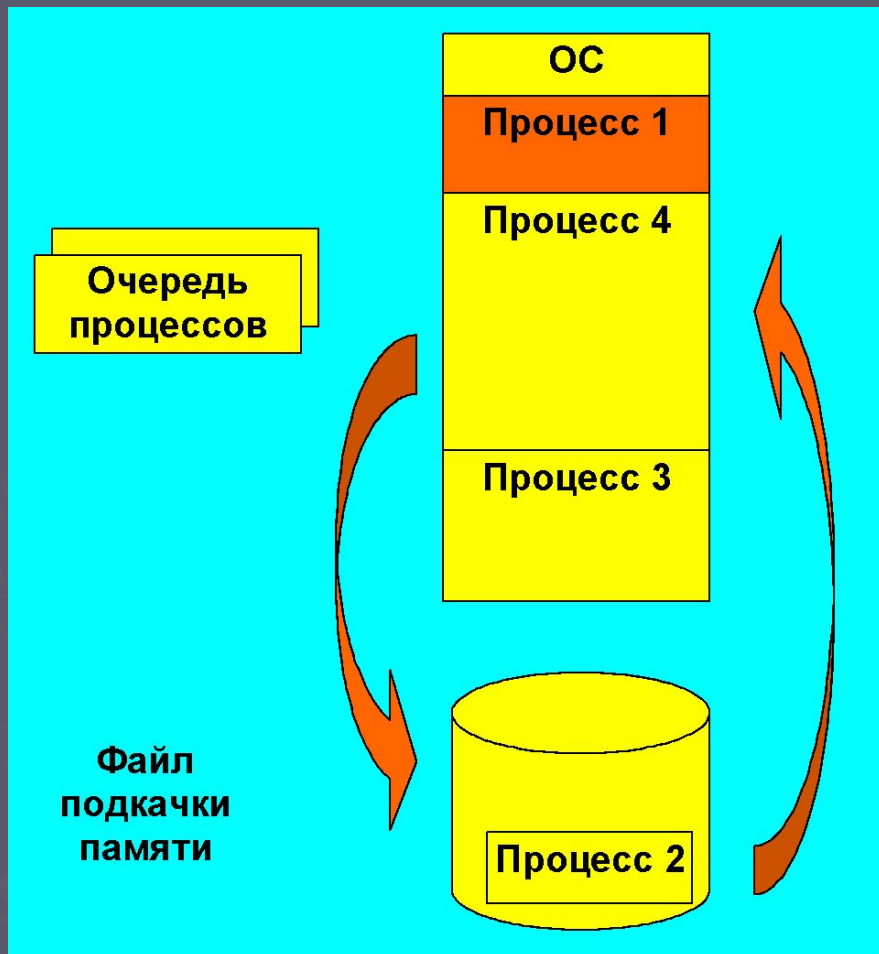 ОС
Процесс 1
Процесс 4
Очередь
процессов
Процесс 3
Файл
подкачки
памяти
Процесс 2